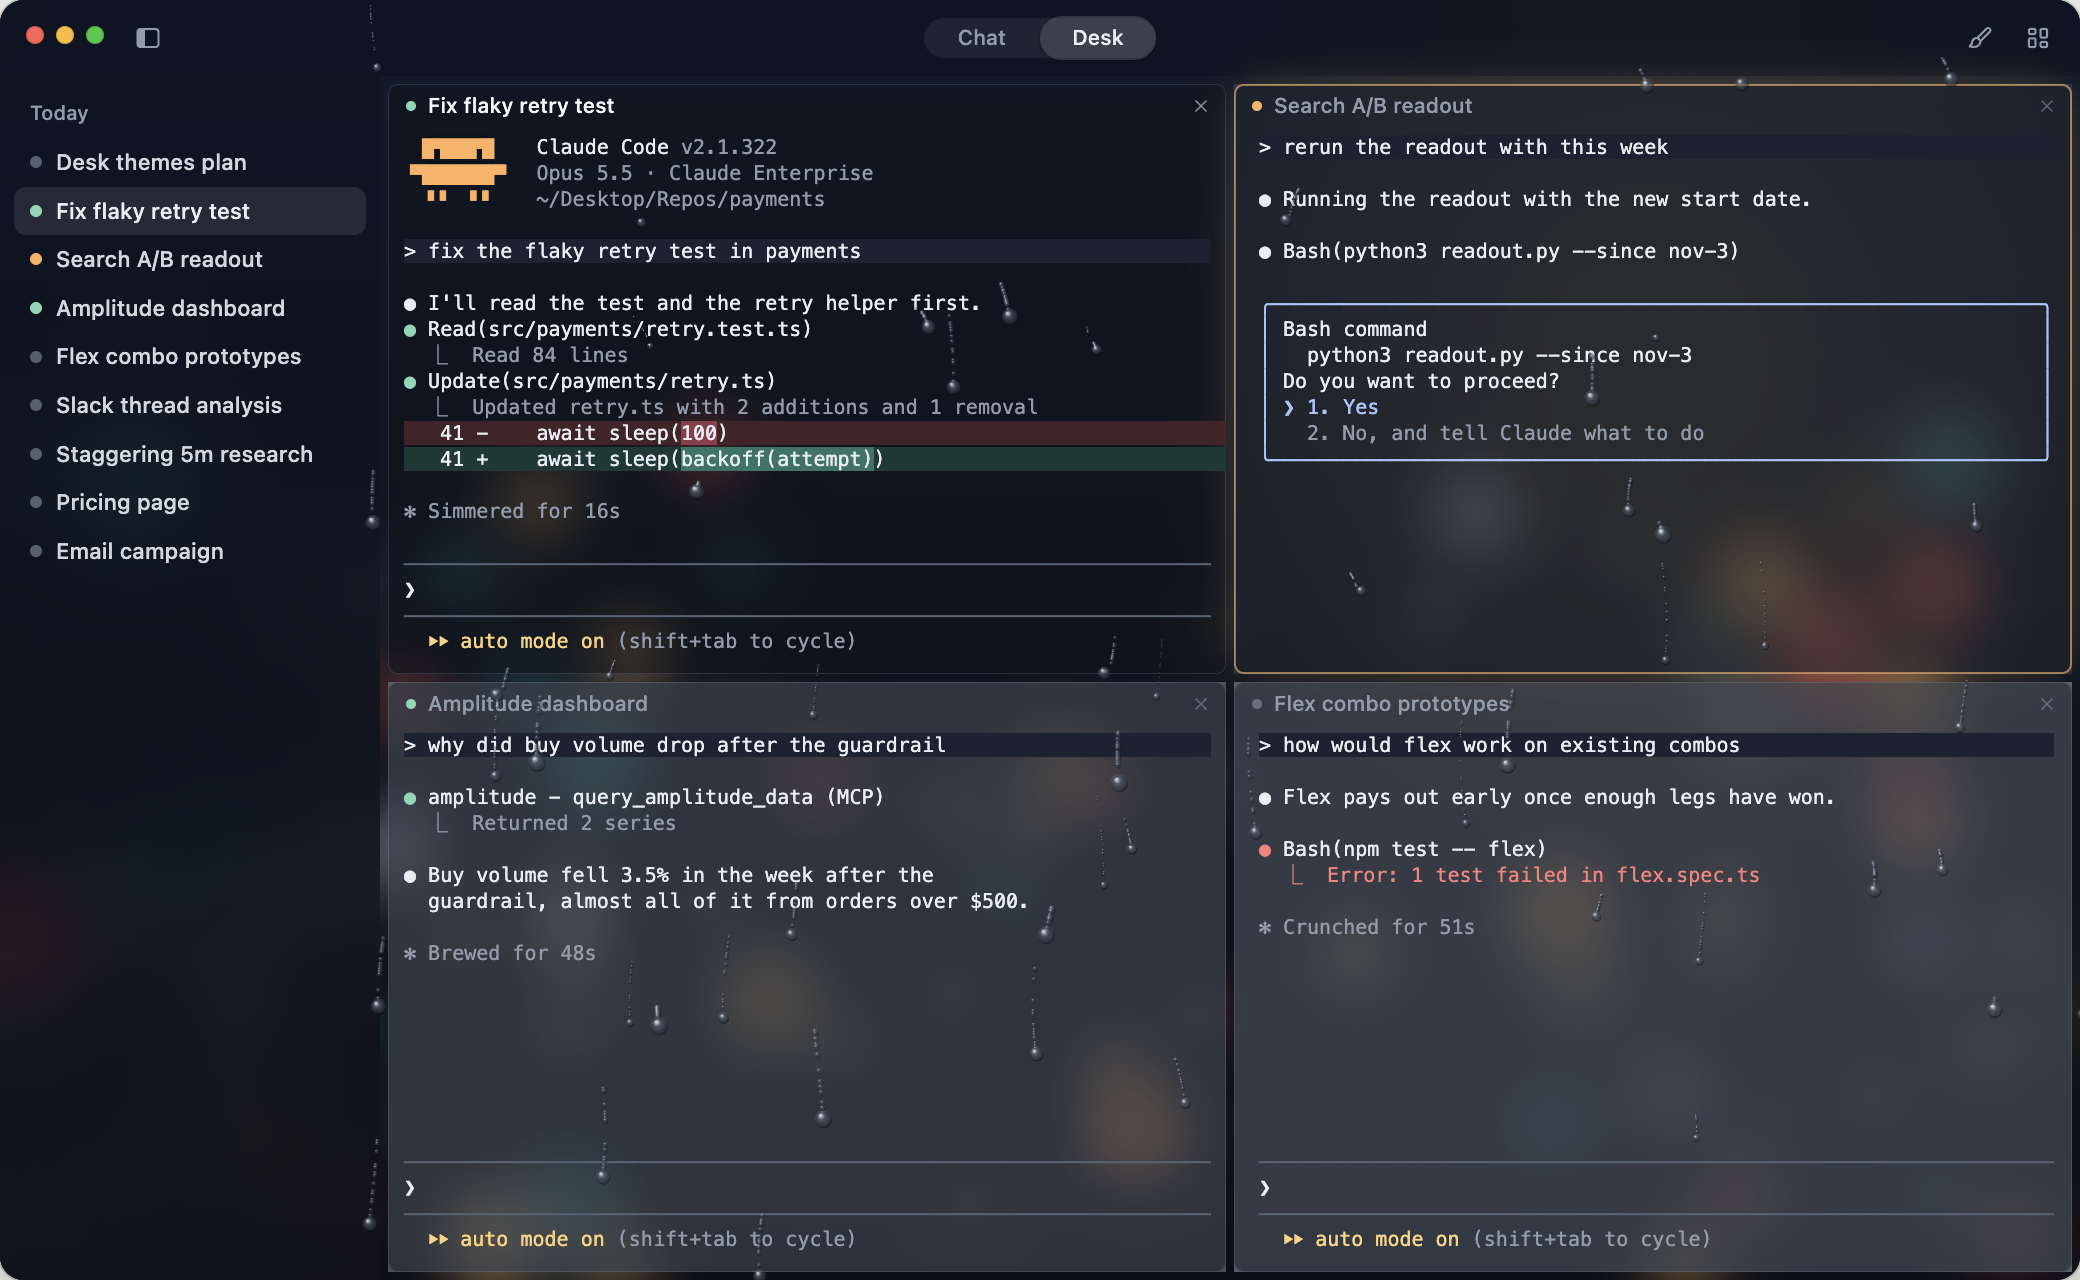 Chat
Desk
Today
Desk themes plan
Fix flaky retry test
Search A/B readout
Amplitude dashboard
Flex combo prototypes
Slack thread analysis
Staggering 5m research
Pricing page
Email campaign
Fix flaky retry test
Claude Code v2.1.322
Opus 5.5 · Claude Enterprise
~/Desktop/Repos/payments
> fix the flaky retry test in payments
● I'll read the test and the retry helper first.
● Read(src/payments/retry.test.ts)
⎿ Read 84 lines
● Update(src/payments/retry.ts)
⎿ Updated retry.ts with 2 additions and 1 removal
41 - await sleep(100)
41 + await sleep(backoff(attempt))
✻ Simmered for 16s
❯
▸▸ auto mode on (shift+tab to cycle)
Search A/B readout
> rerun the readout with this week
● Running the readout with the new start date.
● Bash(python3 readout.py --since nov-3)
Bash command
python3 readout.py --since nov-3
Do you want to proceed?
❯ 1. Yes
2. No, and tell Claude what to do
Amplitude dashboard
> why did buy volume drop after the guardrail
● amplitude - query_amplitude_data (MCP)
⎿ Returned 2 series
● Buy volume fell 3.5% in the week after the
guardrail, almost all of it from orders over $500.
✻ Brewed for 48s
❯
▸▸ auto mode on (shift+tab to cycle)
Flex combo prototypes
> how would flex work on existing combos
● Flex pays out early once enough legs have won.
● Bash(npm test -- flex)
⎿ Error: 1 test failed in flex.spec.ts
✻ Crunched for 51s
❯
▸▸ auto mode on (shift+tab to cycle)